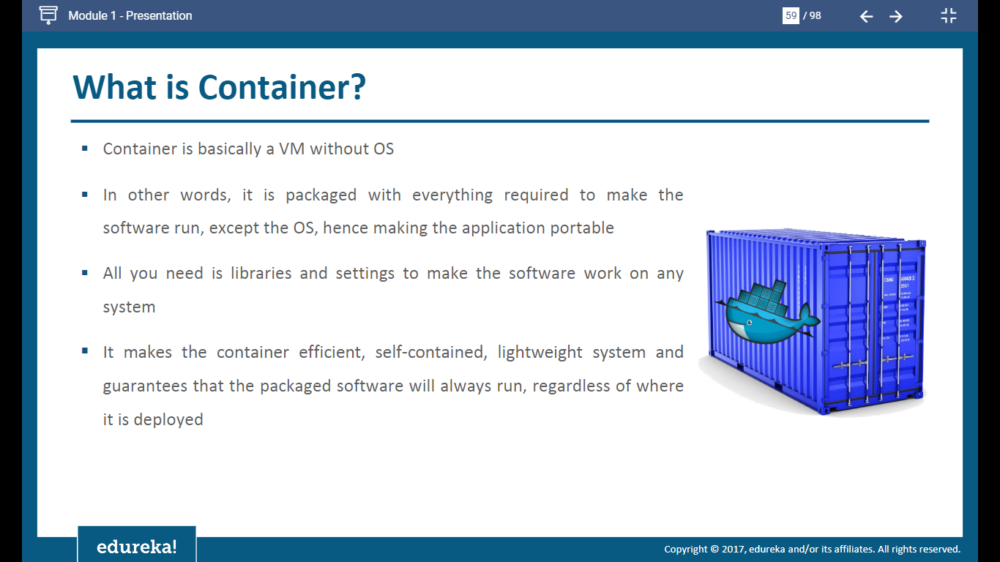 Module 1 - Presentation
59 / 98
What is Container?
Container is basically a VM without OS
In other words, it is packaged with everything required to make the
software run, except the OS, hence making the application portable
All you need is libraries and settings to make the software work on any
system
It makes the container efficient, self-contained, lightweight system and
guarantees that the packaged software will always run, regardless of where
it is deployed
edureka!
Copyright © 2017, edureka and/or its affiliates. All rights reserved.